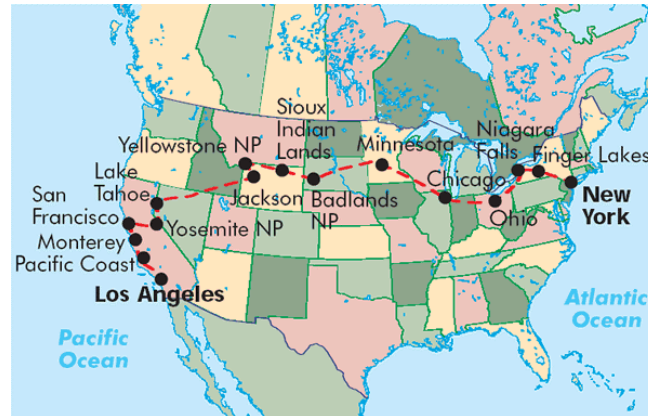 Sioux
Indian
Lands
Yellowstone NP
Minnesota
Niagara
Falls
Finger Lakes
Lake
Tahoe
Chicago
San
Francisco
Jackson
Badlands
NP
New
York
Yosemite NP
Ohio
Monterey
Pacific Coast
Los Angeles
Atlantic
Ocean
Pacific
Ocean